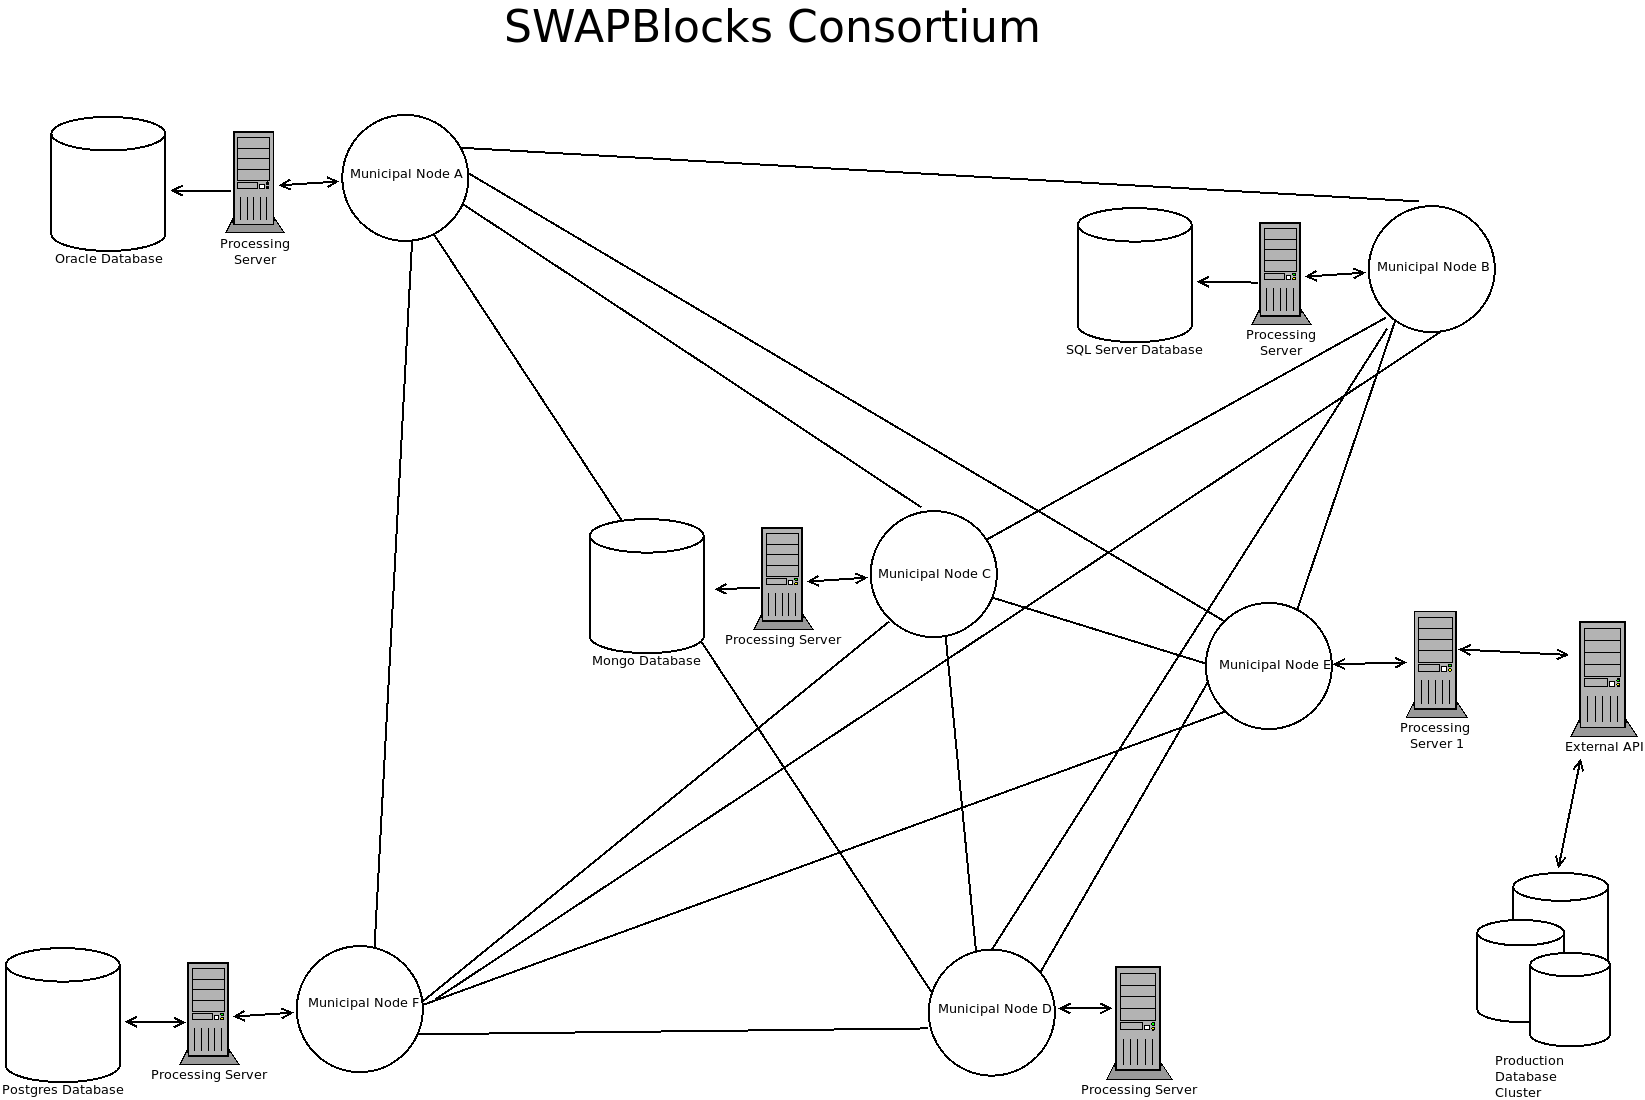 SWAPBlocks Consortium
Municipal Node A
Oracle Database
Processing
Server
Municipal Node B
SQL Server Database
Processing
Server
Municipal Node C
Processing Server
Mongo Database
Municipal Node E
Processing
Server 1
External API
Municipal Node F
Municipal Node D
Processing Server
Postgres Database
Processing Server
Production
Database
Cluster